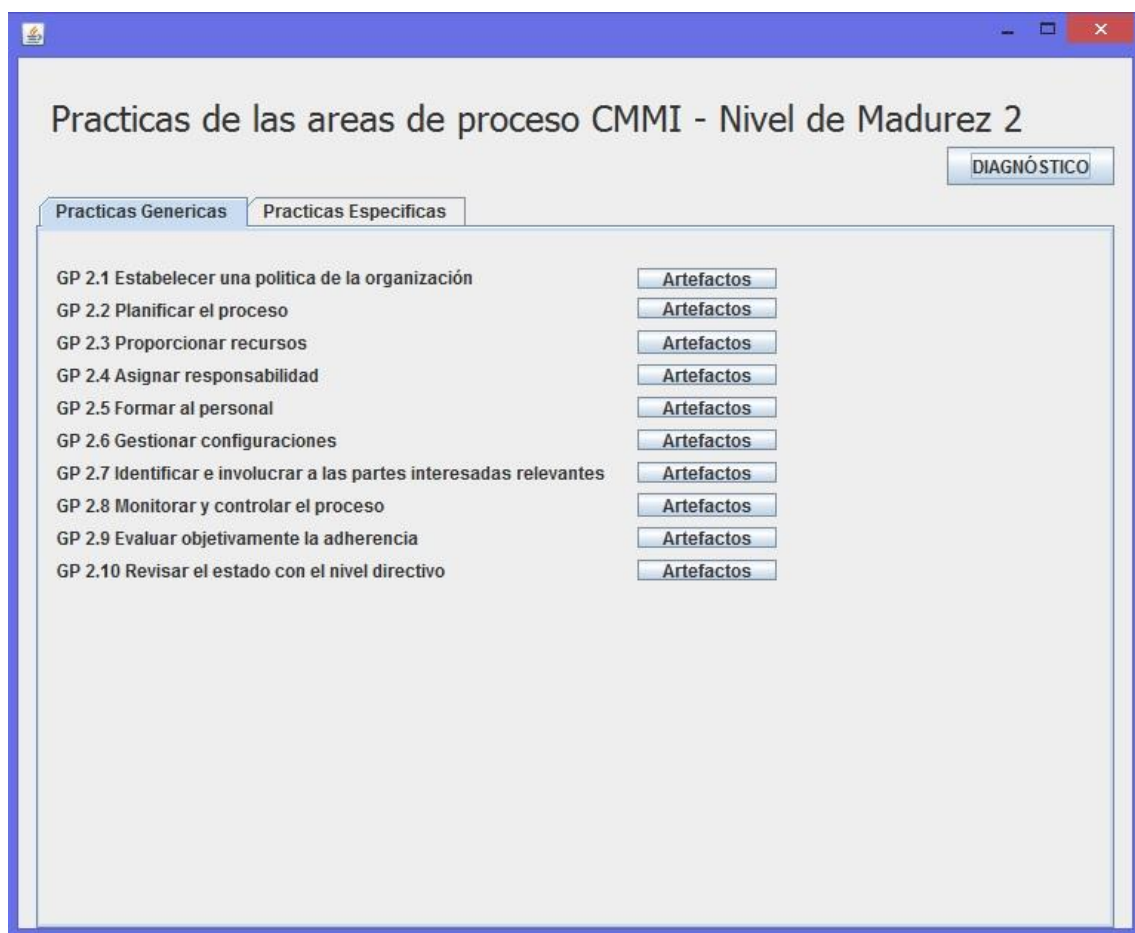 Practicas de las areas de proceso CMMI - Nivel de Madurez 2
DIAGNÓSTICO
Practicas Genericas Practicas Especificas
GP 2.1 Estabelecer una politica de la organización Artefactos
GP 2.2 Planificar el proceso Artefactos
GP 2.3 Proporcionar recursos Artefactos
GP 2.4 Asignar responsabilidad Artefactos
GP 2.5 Formar al personal Artefactos
GP 2.6 Gestionar configuraciones Artefactos
GP 2.7 Identificar e involucrar a las partes interesadas relevantes Artefactos
GP 2.8 Monitorar y controlar el proceso Artefactos
GP 2.9 Evaluar objetivamente la adherencia Artefactos
GP 2.10 Revisar el estado con el nivel directivo Artefactos